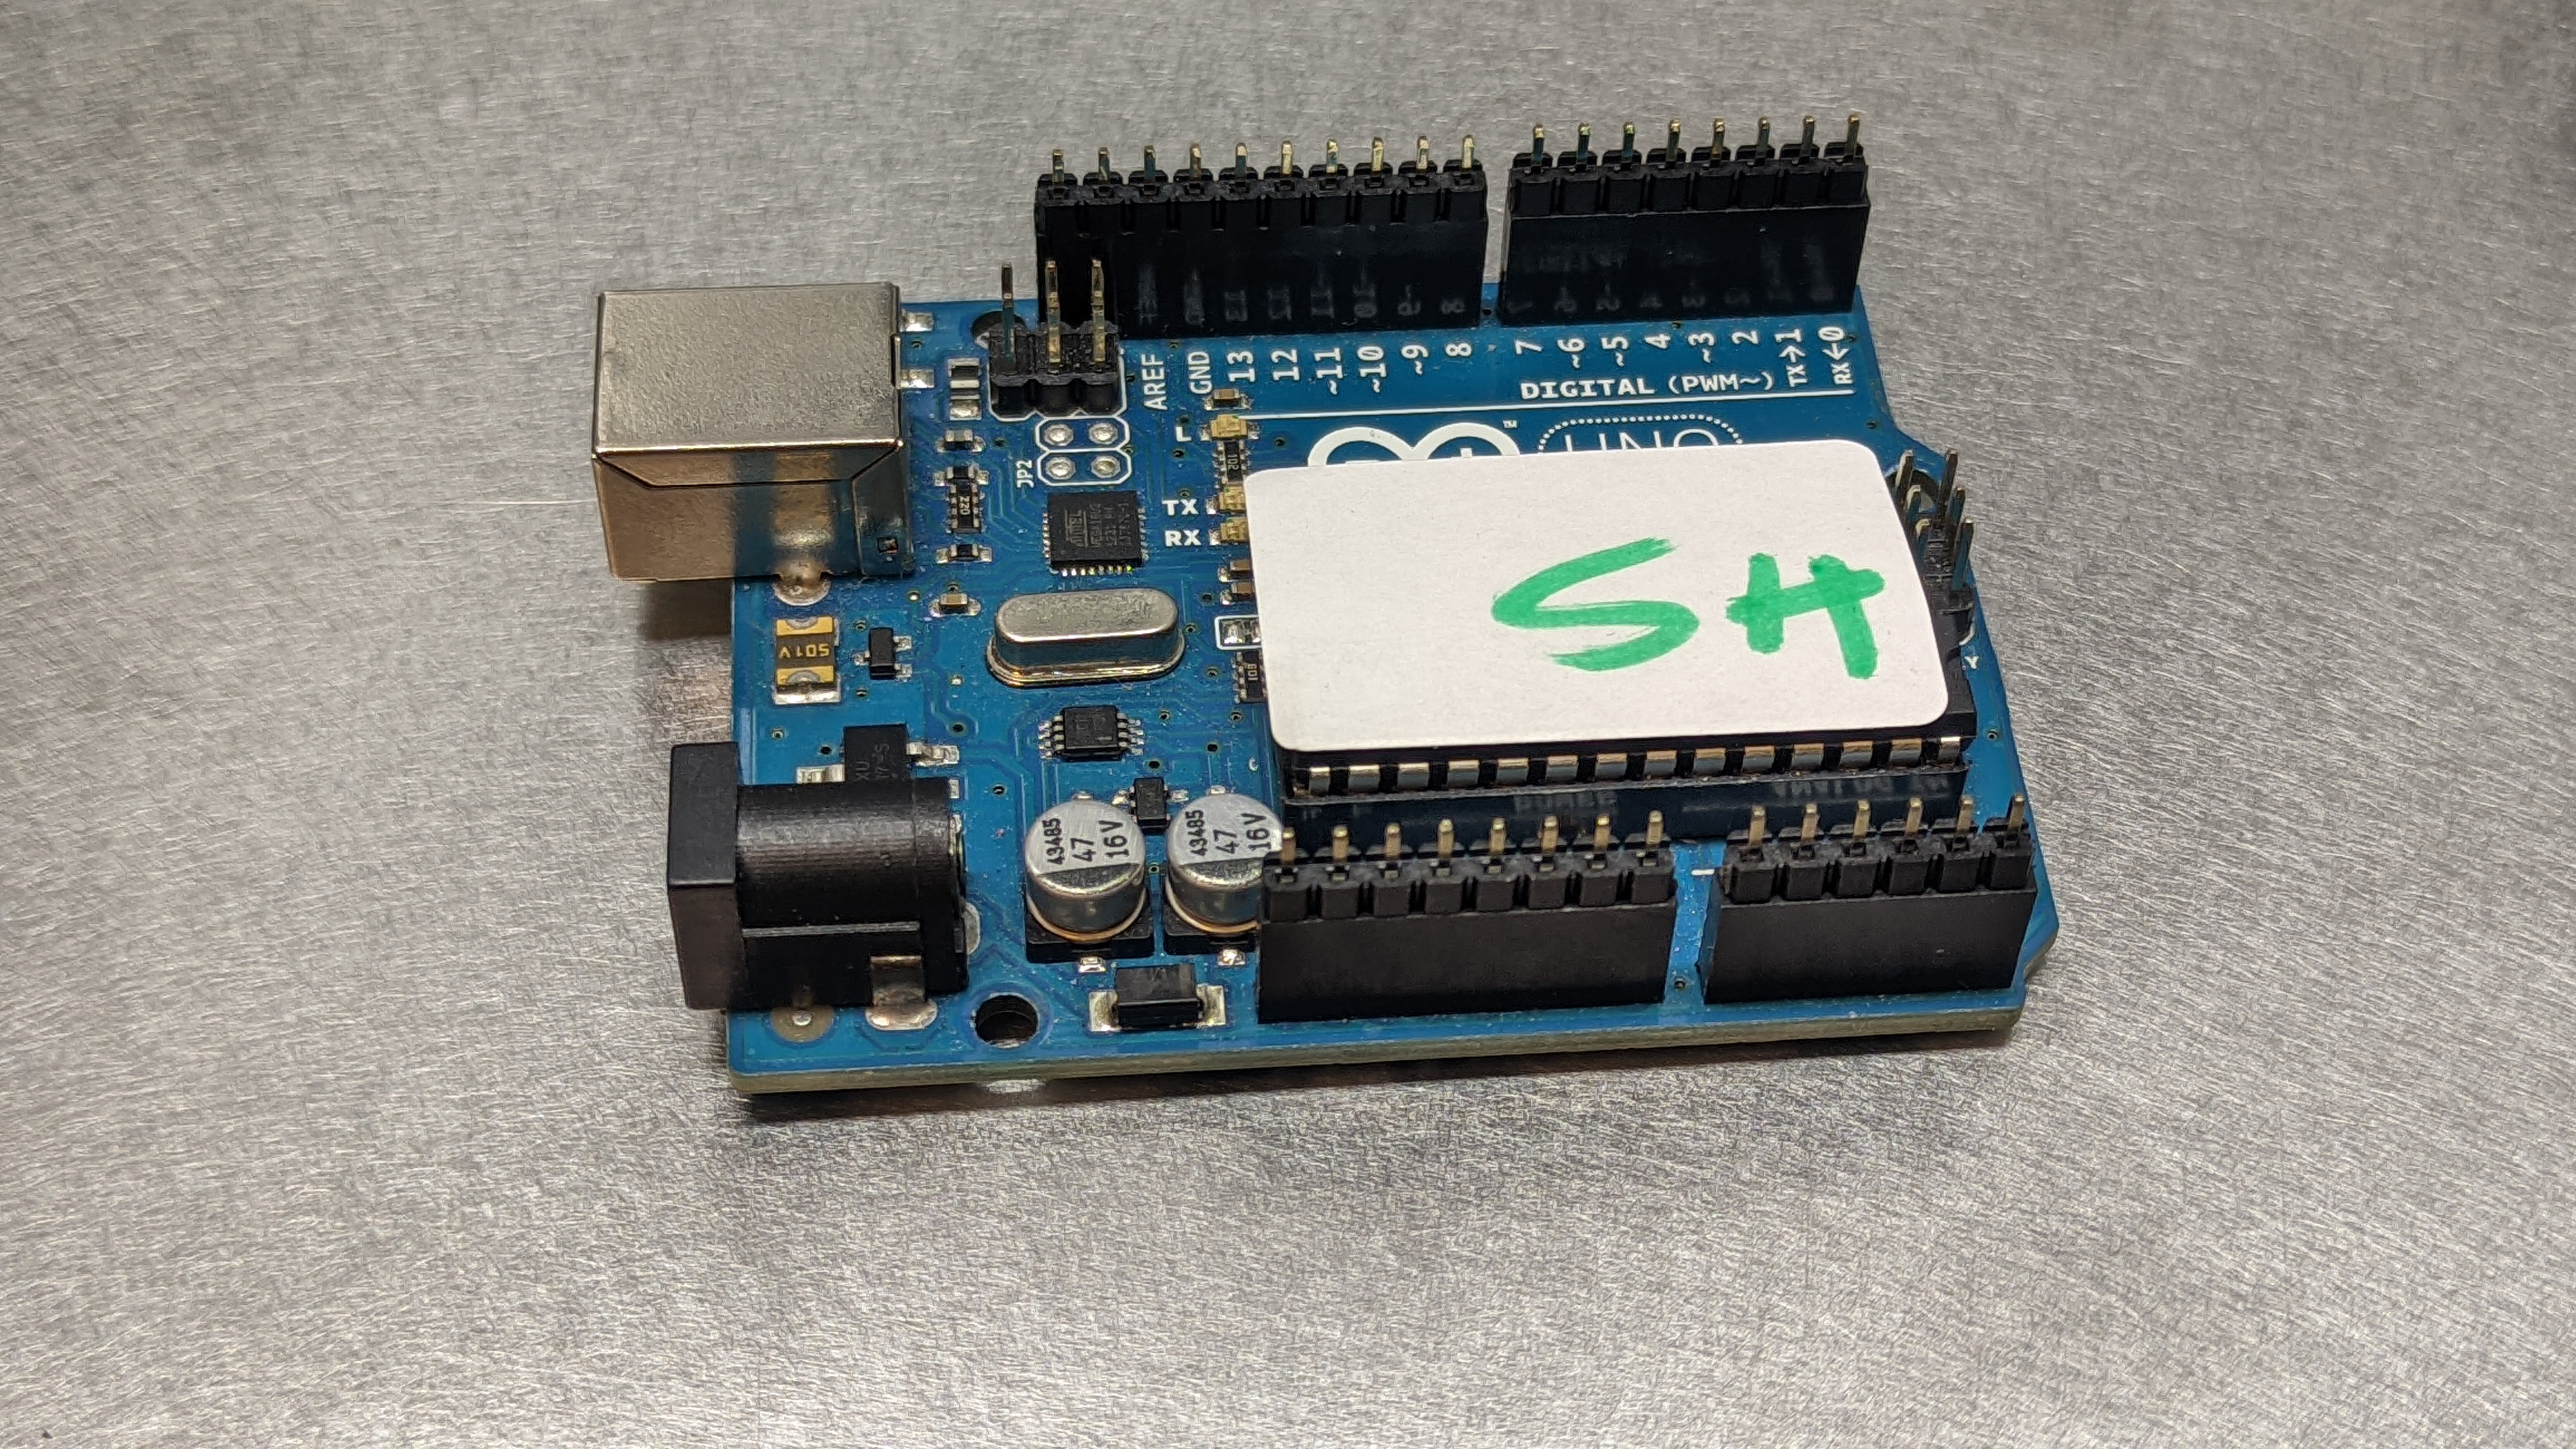 AREF
GND
13
12
~11
~10
~9
8
7
~6
~5
4
~3
2
TX→1
RX←0
DIGITAL (PWM~)
L
TX
RX
JP2
™
SH
501V
43485
47
16V
43485
47
16V